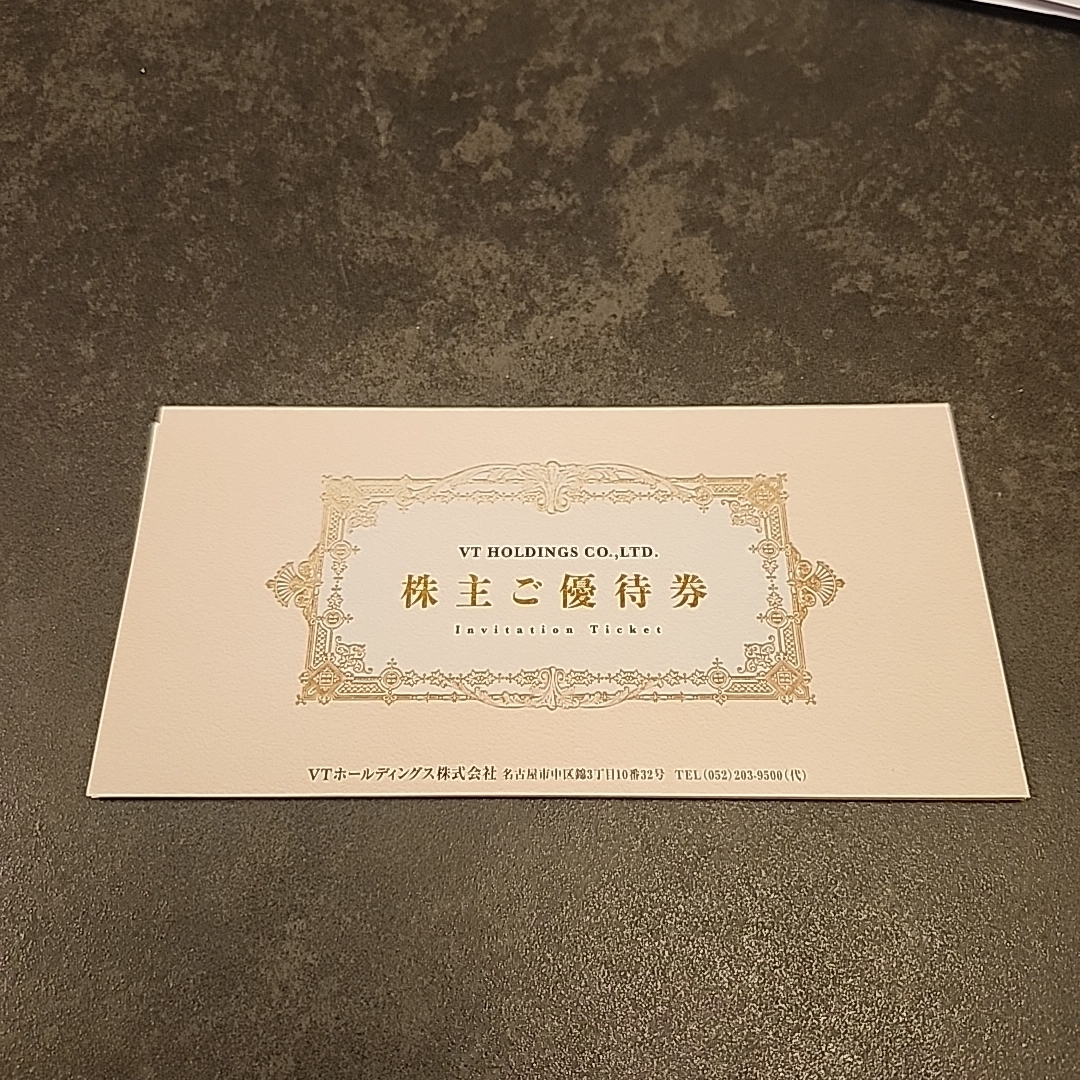 VT HOLDINGS CO.,LTD.
株主ご優待券
Invitation Ticket
VTホールディングス株式会社 名古屋市中区錦3丁目10番32号 TEL(052)203-9500(代)